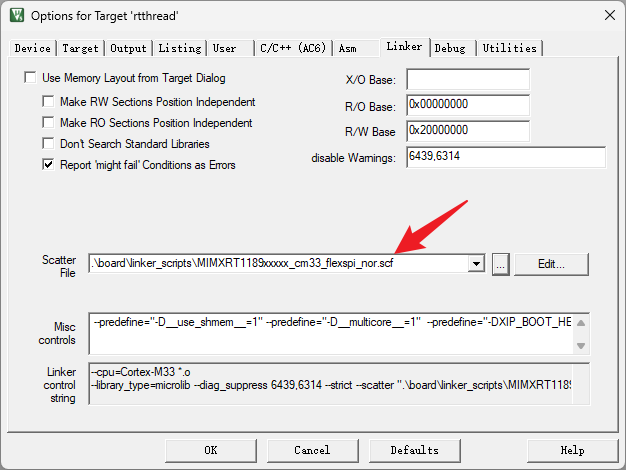 Options for Target 'rtthread'
Device Target Output Listing User C/C++ (AC6) Asm Linker Debug Utilities
Use Memory Layout from Target Dialog
Make RW Sections Position Independent
Make RO Sections Position Independent
Don't Search Standard Libraries
Report 'might fail' Conditions as Errors
X/O Base:
R/O Base: 0x00000000
R/W Base 0x20000000
disable Warnings: 6439,6314
Scatter
File
.\board\linker_scripts\MIMXRT1189xxxxx_cm33_flexspi_nor.scf
... Edit...
Misc
controls
--predefine="-D__use_shmem__=1" --predefine="-D__multicore__=1" --predefine="-DXIP_BOOT_HE
Linker
control
string
--cpu=Cortex-M33 *.o
--library_type=microlib --diag_suppress 6439,6314 --strict --scatter ".\board\linker_scripts\MIMXRT1189
OK Cancel Defaults Help